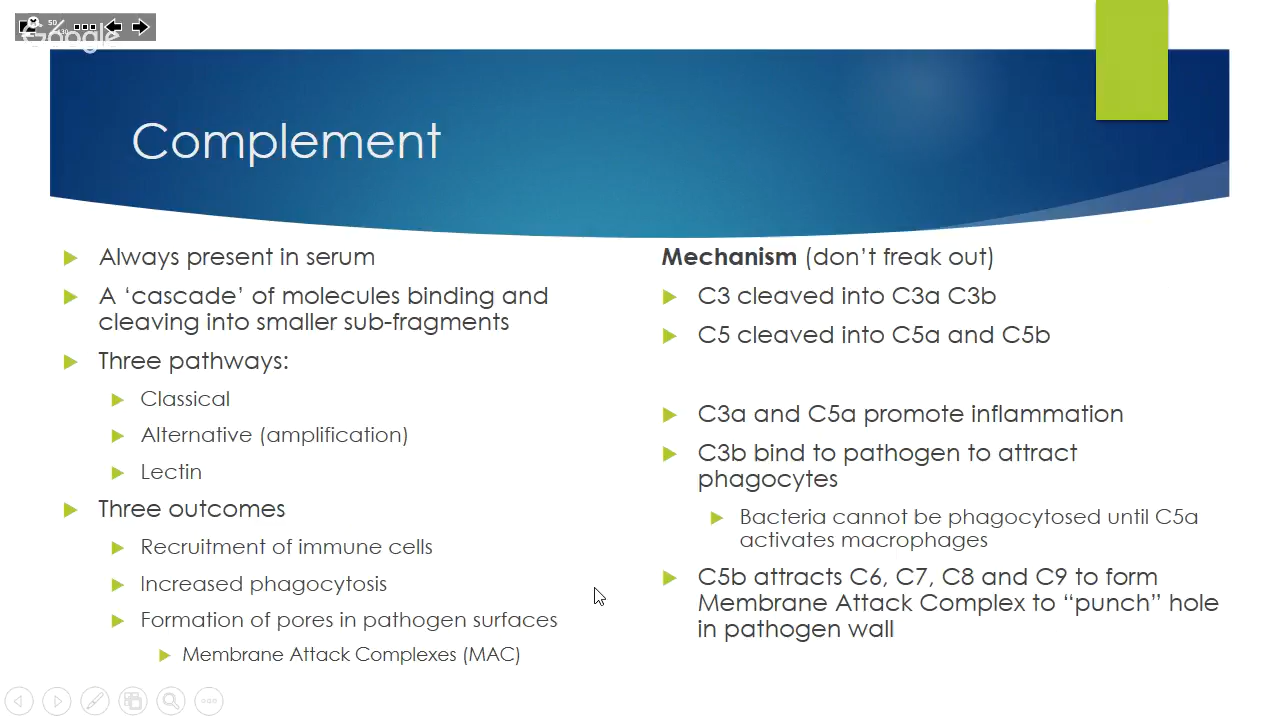 50
Google
Complement
Always present in serum
A ‘cascade’ of molecules binding and
cleaving into smaller sub-fragments
Three pathways:
Classical
Alternative (amplification)
Lectin
Three outcomes
Recruitment of immune cells
Increased phagocytosis
Formation of pores in pathogen surfaces
Membrane Attack Complexes (MAC)
Mechanism (don’t freak out)
C3 cleaved into C3a C3b
C5 cleaved into C5a and C5b
C3a and C5a promote inflammation
C3b bind to pathogen to attract
phagocytes
Bacteria cannot be phagocytosed until C5a
activates macrophages
C5b attracts C6, C7, C8 and C9 to form
Membrane Attack Complex to “punch” hole
in pathogen wall